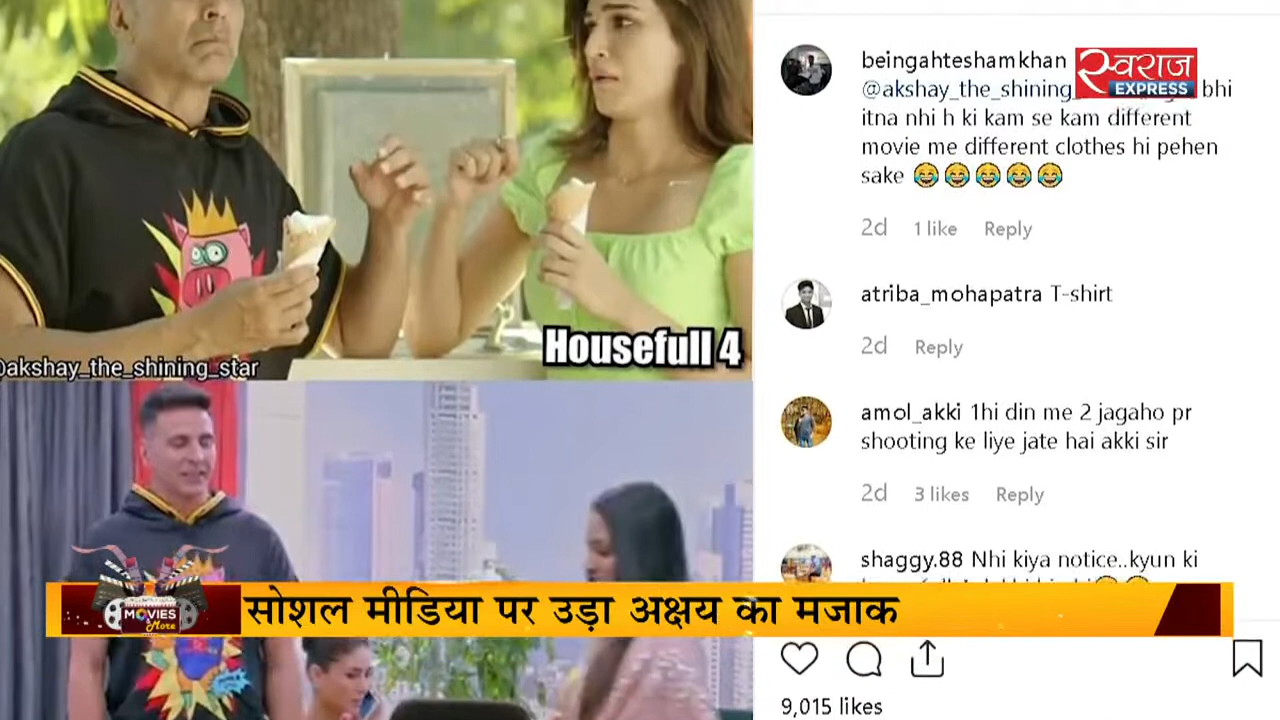 beingahteshamkhan
@akshay_the_shining_ bhi
itna nhi h ki kam se kam different
movie me different clothes hi pehen
sake 😂😂😂😂😂
2d 1 like Reply
स्वराज
EXPRESS
atriba_mohapatra T-shirt
2d Reply
amol_akki 1hi din me 2 jagaho pr
shooting ke liye jate hai akki sir
2d 3 likes Reply
shaggy.88 Nhi kiya notice..kyun ki
9,015 likes
Housefull 4
@akshay_the_shining_star
MOVIES
More
सोशल मीडिया पर उड़ा अक्षय का मजाक